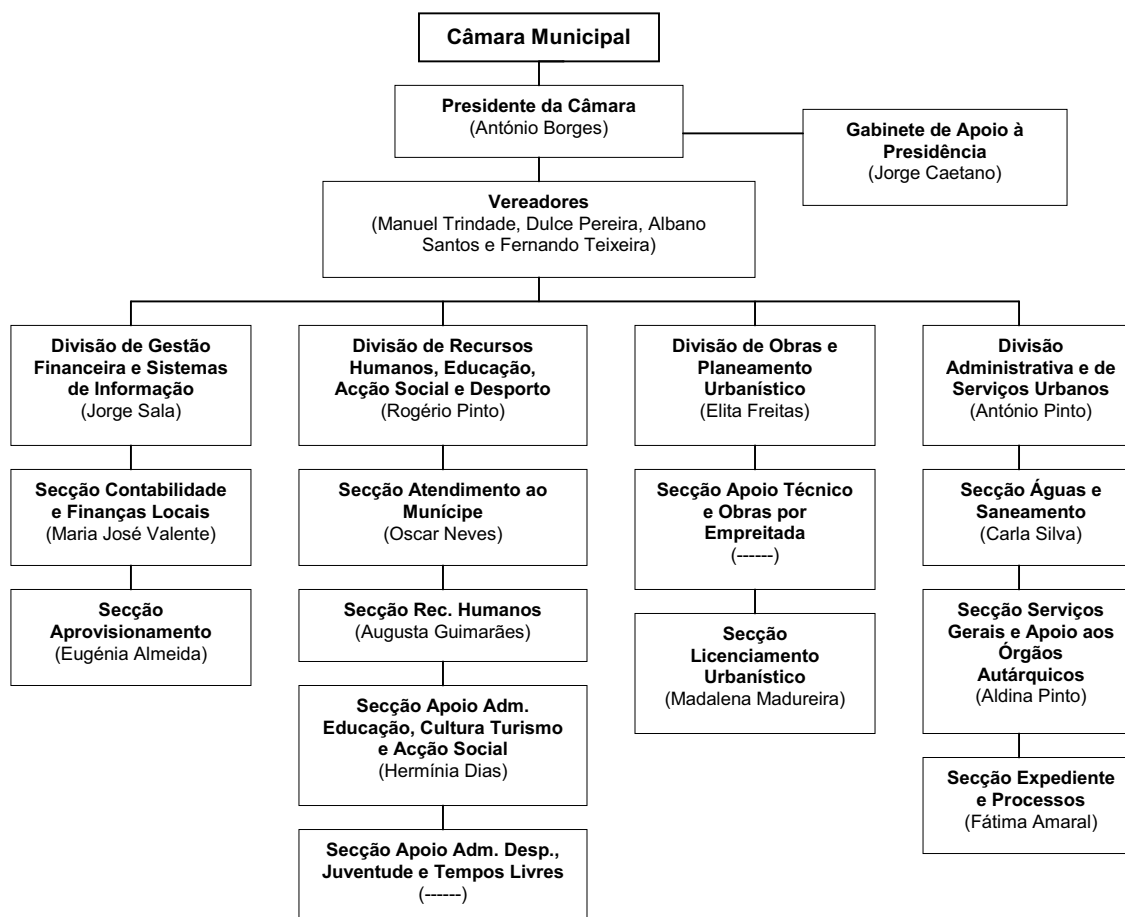 Câmara Municipal
Presidente da Câmara
(António Borges)
Gabinete de Apoio à
Presidência
(Jorge Caetano)
Vereadores
(Manuel Trindade, Dulce Pereira, Albano
Santos e Fernando Teixeira)
Divisão de Gestão
Financeira e Sistemas
de Informação
(Jorge Sala)
Divisão de Recursos
Humanos, Educação,
Acção Social e Desporto
(Rogério Pinto)
Divisão de Obras e
Planeamento
Urbanístico
(Elita Freitas)
Divisão
Administrativa e de
Serviços Urbanos
(António Pinto)
Secção Contabilidade
e Finanças Locais
(Maria José Valente)
Secção Atendimento ao
Munícipe
(Oscar Neves)
Secção Apoio Técnico
e Obras por
Empreitada
(------)
Secção Águas e
Saneamento
(Carla Silva)
Secção
Aprovisionamento
(Eugénia Almeida)
Secção Rec. Humanos
(Augusta Guimarães)
Secção
Licenciamento
Urbanístico
(Madalena Madureira)
Secção Serviços
Gerais e Apoio aos
Órgãos
Autárquicos
(Aldina Pinto)
Secção Apoio Adm.
Educação, Cultura Turismo
e Acção Social
(Hermínia Dias)
Secção Expediente
e Processos
(Fátima Amaral)
Secção Apoio Adm. Desp.,
Juventude e Tempos Livres
(------)